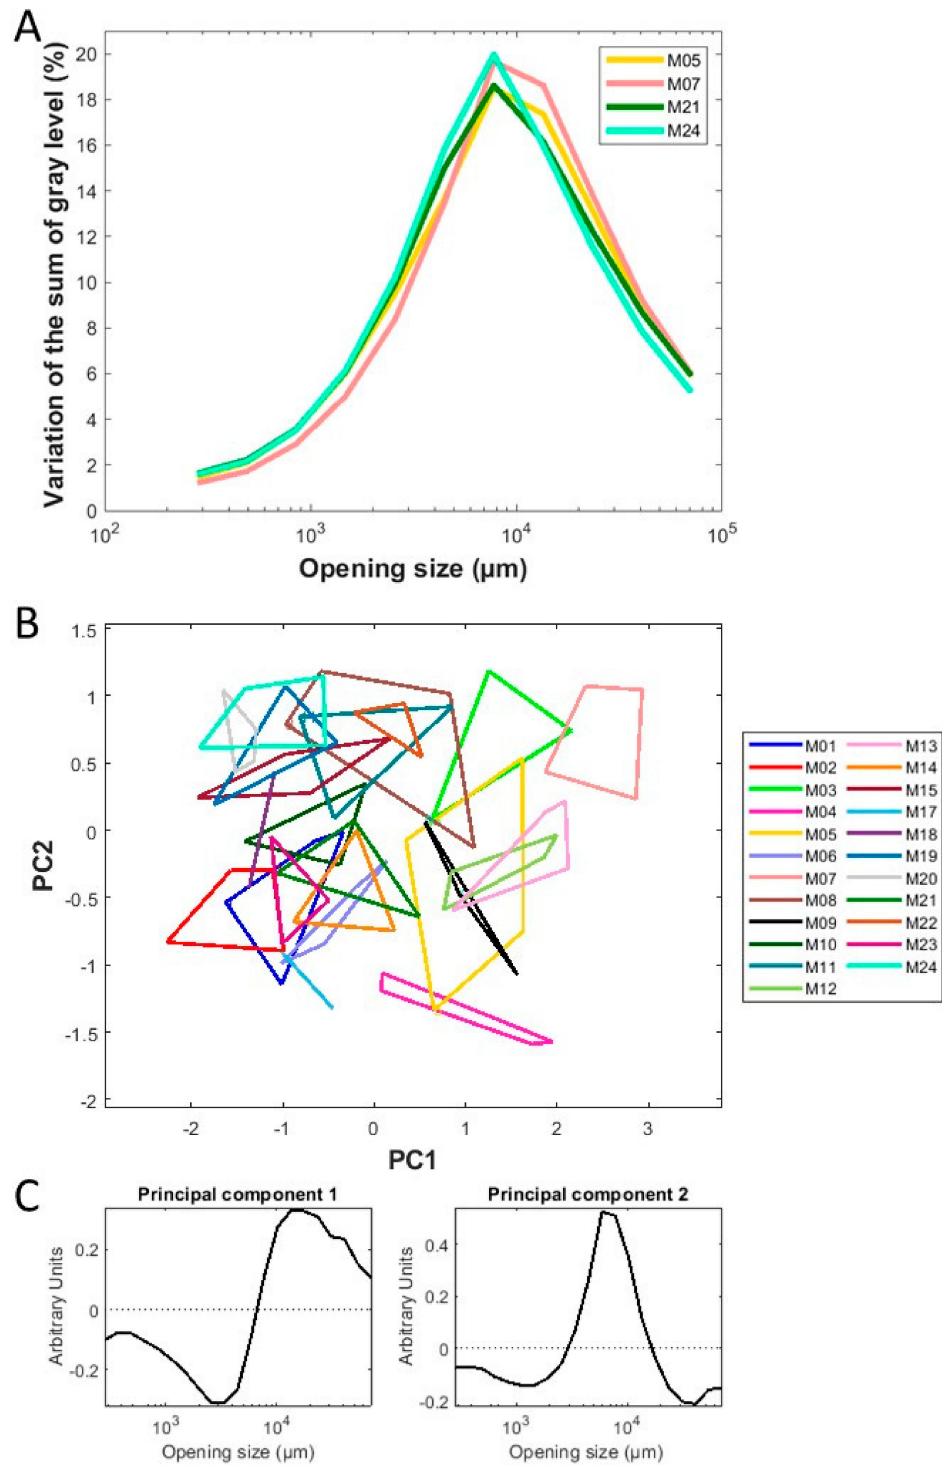 A
Variation of the sum of gray level (%)
20
18
16
14
12
10
8
6
4
2
0
M05
M07
M21
M24
10² 10³ 10⁴ 10⁵
Opening size (μm)
B
PC2
1.5
1
0.5
0
-0.5
-1
-1.5
-2
-2 -1 0 1 2 3
PC1
M01 M13
M02 M14
M03 M15
M04 M17
M05 M18
M06 M19
M07 M20
M08 M21
M09 M22
M10 M23
M11 M24
M12
C
Principal component 1
Arbitrary Units
0.2
0
-0.2
10³ 10⁴
Opening size (μm)
Principal component 2
Arbitrary Units
0.4
0.2
0
-0.2
10³ 10⁴
Opening size (μm)